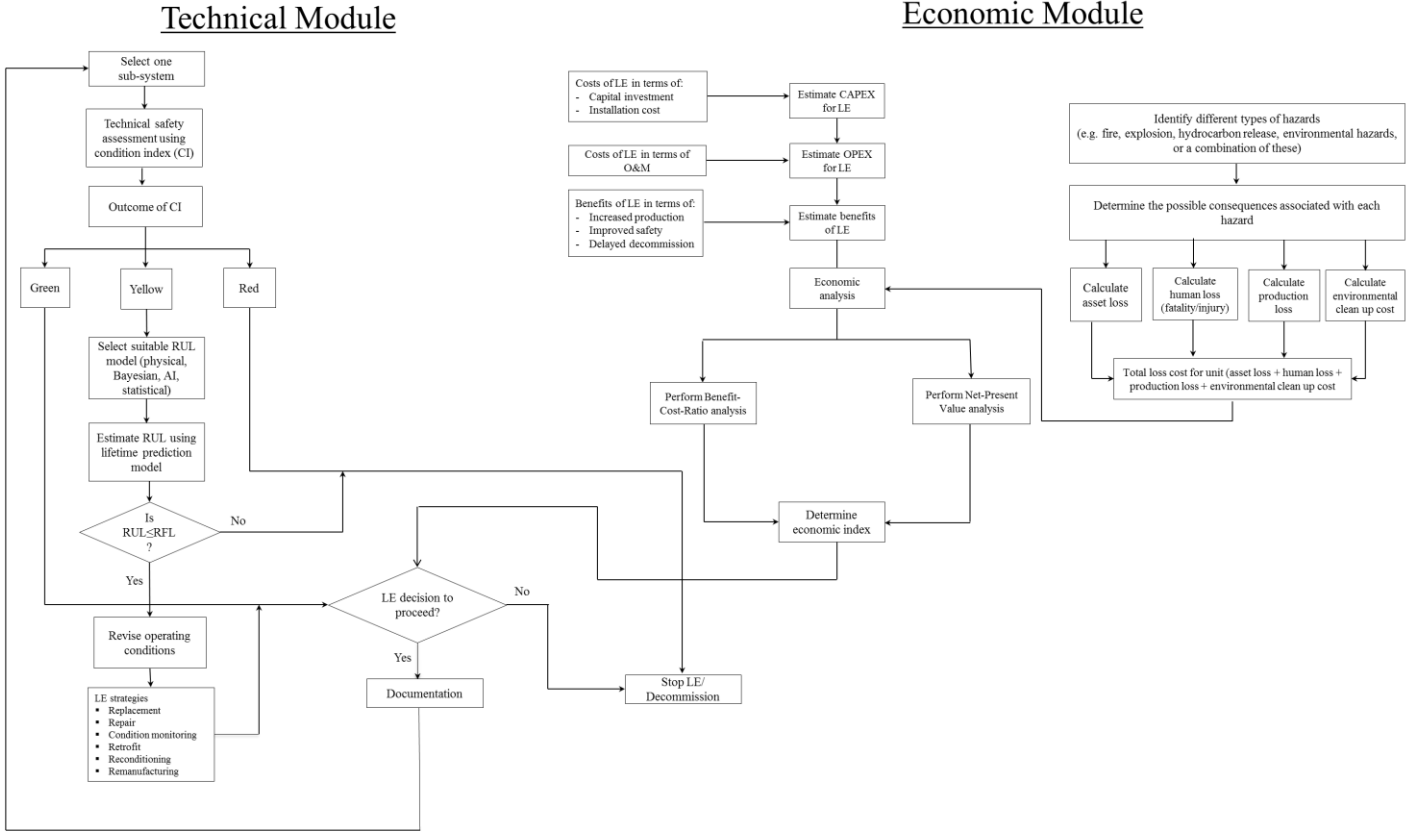 Technical Module
Economic Module
Select one
sub-system
Technical safety
assessment using
condition index (CI)
Outcome of CI
Green
Yellow
Red
Select suitable RUL
model (physical,
Bayesian, AI,
statistical)
Estimate RUL using
lifetime prediction
model
Is
RUL≤RFL
?
No
Yes
Revise operating
conditions
LE strategies
▪ Replacement
▪ Repair
▪ Condition monitoring
▪ Retrofit
▪ Reconditioning
▪ Remanufacturing
LE decision to
proceed?
No
Yes
Documentation
Stop LE/
Decommission
Costs of LE in terms of:
- Capital investment
- Installation cost
Estimate CAPEX
for LE
Costs of LE in terms of
O&M
Estimate OPEX
for LE
Benefits of LE in terms of:
- Increased production
- Improved safety
- Delayed decommission
Estimate benefits
of LE
Economic
analysis
Perform Benefit-
Cost-Ratio analysis
Perform Net-Present
Value analysis
Determine
economic index
Identify different types of hazards
(e.g. fire, explosion, hydrocarbon release, environmental hazards,
or a combination of these)
Determine the possible consequences associated with each
hazard
Calculate
asset loss
Calculate
human loss
(fatality/injury)
Calculate
production
loss
Calculate
environmental
clean up cost
Total loss cost for unit (asset loss + human loss +
production loss + environmental clean up cost